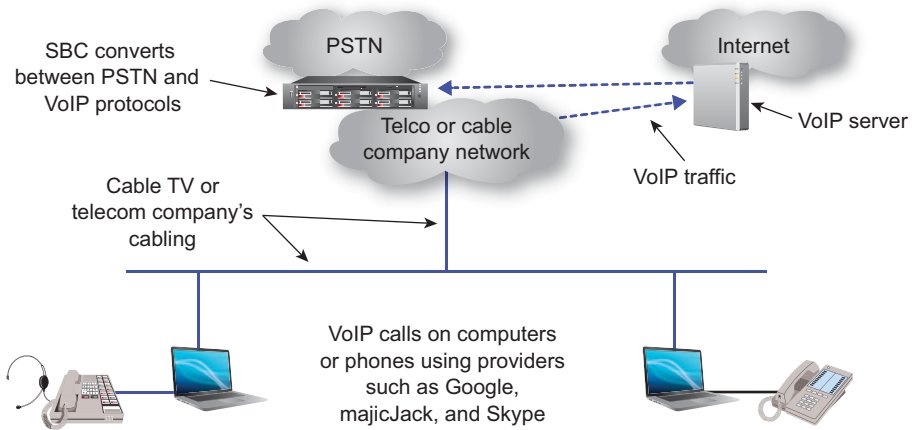 SBC converts
between PSTN and
VoIP protocols
PSTN
Internet
VoIP server
Telco or cable
company network
VoIP traffic
Cable TV or
telecom company’s
cabling
VoIP calls on computers
or phones using providers
such as Google,
majicJack, and Skype